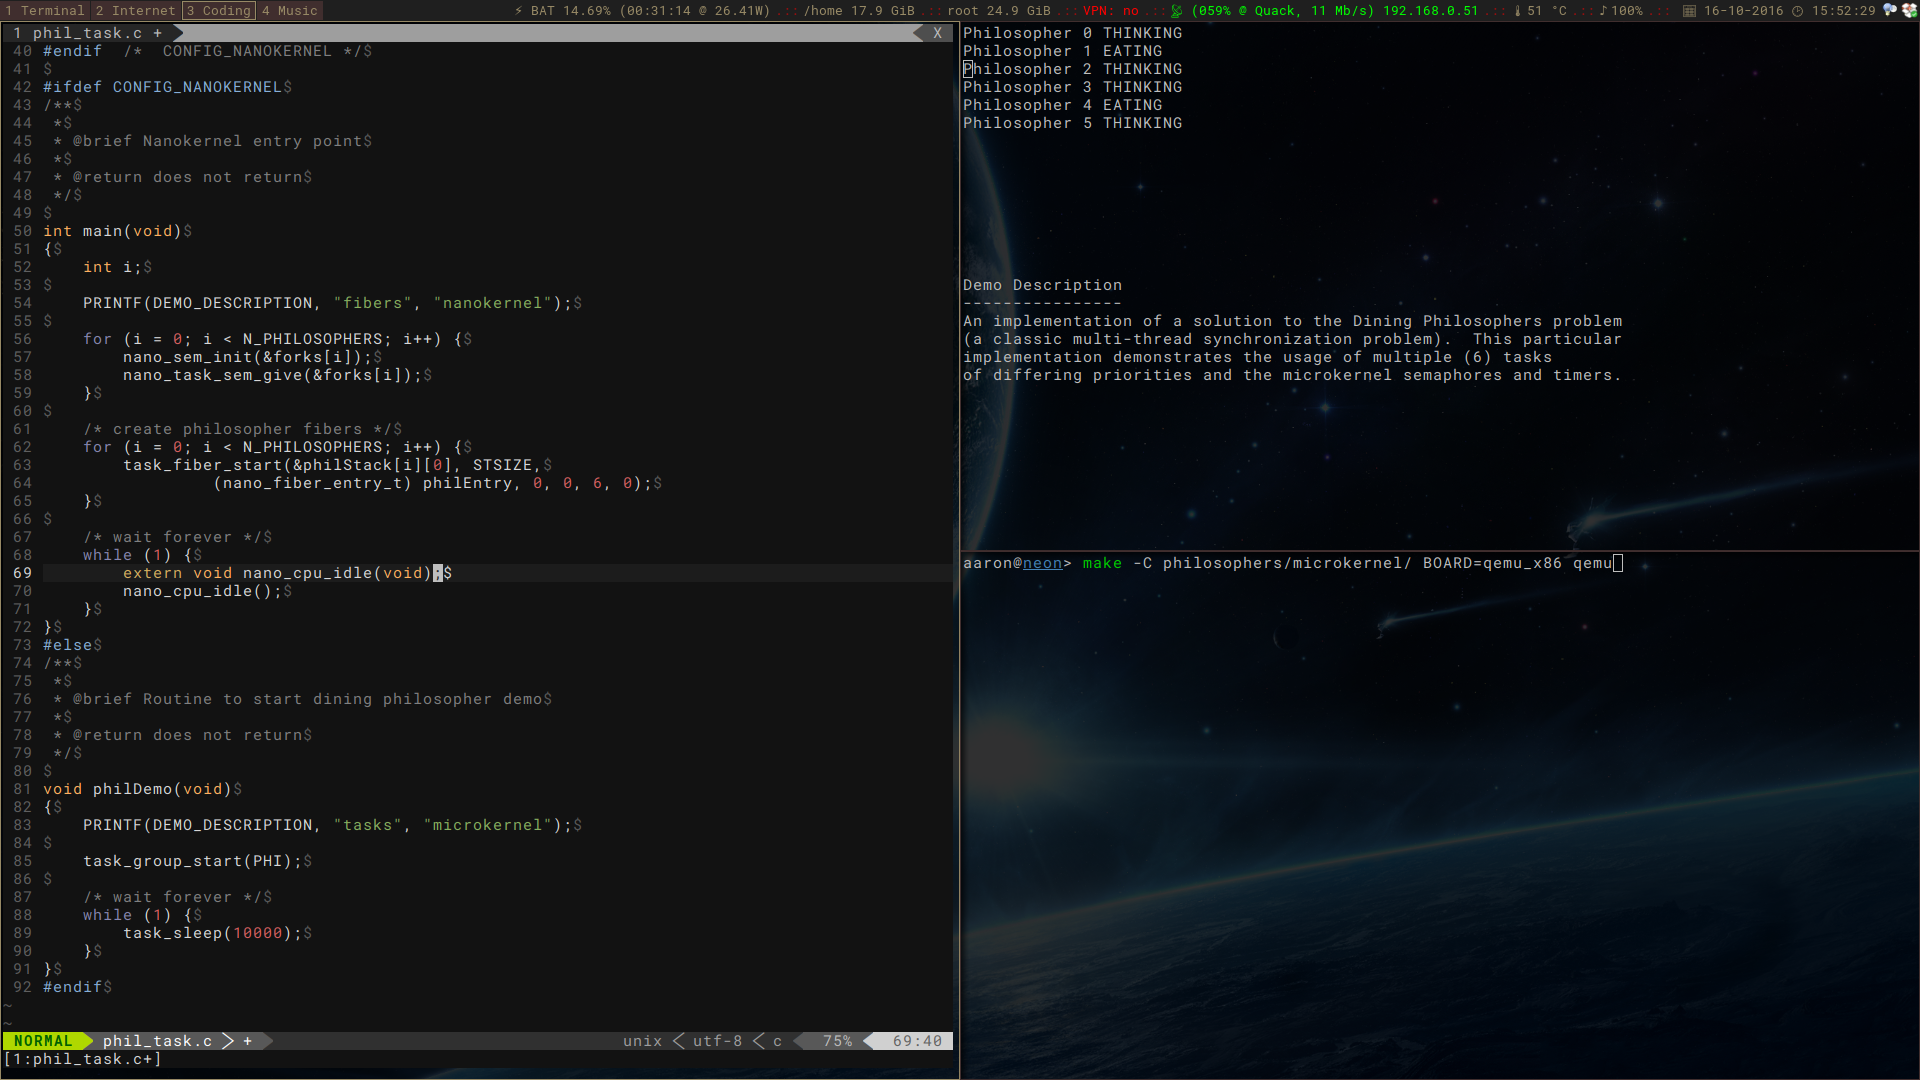 1 Terminal 2 Internet 3 Coding 4 Music
⚡ BAT 14.69% (00:31:14 @ 26.41W) .::. /home 17.9 GiB .::. root 24.9 GiB .::. VPN: no .::. (059% @ Quack, 11 Mb/s) 192.168.0.51 .::. 51 °C .::. ♪ 100% .::. 16-10-2016 15:52:29
1 phil_task.c + X
40 #endif  /*  CONFIG_NANOKERNEL */$
41 $
42 #ifdef CONFIG_NANOKERNEL$
43 /**$
44  *$
45  * @brief Nanokernel entry point$
46  *$
47  * @return does not return$
48  */$
49 $
50 int main(void)$
51 {$
52     int i;$
53 $
54     PRINTF(DEMO_DESCRIPTION, "fibers", "nanokernel");$
55 $
56     for (i = 0; i < N_PHILOSOPHERS; i++) {$
57         nano_sem_init(&forks[i]);$
58         nano_task_sem_give(&forks[i]);$
59     }$
60 $
61     /* create philosopher fibers */$
62     for (i = 0; i < N_PHILOSOPHERS; i++) {$
63         task_fiber_start(&philStack[i][0], STSIZE,$
64                  (nano_fiber_entry_t) philEntry, 0, 0, 6, 0);$
65     }$
66 $
67     /* wait forever */$
68     while (1) {$
69         extern void nano_cpu_idle(void);$
70         nano_cpu_idle();$
71     }$
72 }$
73 #else$
74 /**$
75  *$
76  * @brief Routine to start dining philosopher demo$
77  *$
78  * @return does not return$
79  */$
80 $
81 void philDemo(void)$
82 {$
83     PRINTF(DEMO_DESCRIPTION, "tasks", "microkernel");$
84 $
85     task_group_start(PHI);$
86 $
87     /* wait forever */$
88     while (1) {$
89         task_sleep(10000);$
90     }$
91 }$
92 #endif$
~
~
NORMAL phil_task.c + unix < utf-8 < c 75% 69:40
[1:phil_task.c+]
Philosopher 0 THINKING
Philosopher 1 EATING
Philosopher 2 THINKING
Philosopher 3 THINKING
Philosopher 4 EATING
Philosopher 5 THINKING
Demo Description
----------------
An implementation of a solution to the Dining Philosophers problem
(a classic multi-thread synchronization problem).  This particular
implementation demonstrates the usage of multiple (6) tasks
of differing priorities and the microkernel semaphores and timers.
aaron@neon> make -C philosophers/microkernel/ BOARD=qemu_x86 qemu